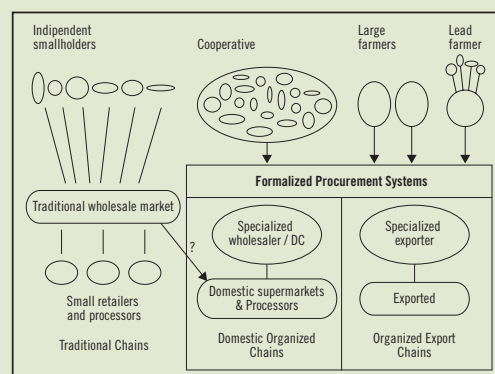 Indipendent
smallholders
Cooperative
Large
farmers
Lead
farmer
Formalized Procurement Systems
Traditional wholesale market
Specialized
wholesaler / DC
Specialized
exporter
?
Domestic supermarkets
& Processors
Exported
Small retailers
and processors
Traditional Chains
Domestic Organized
Chains
Organized Export
Chains